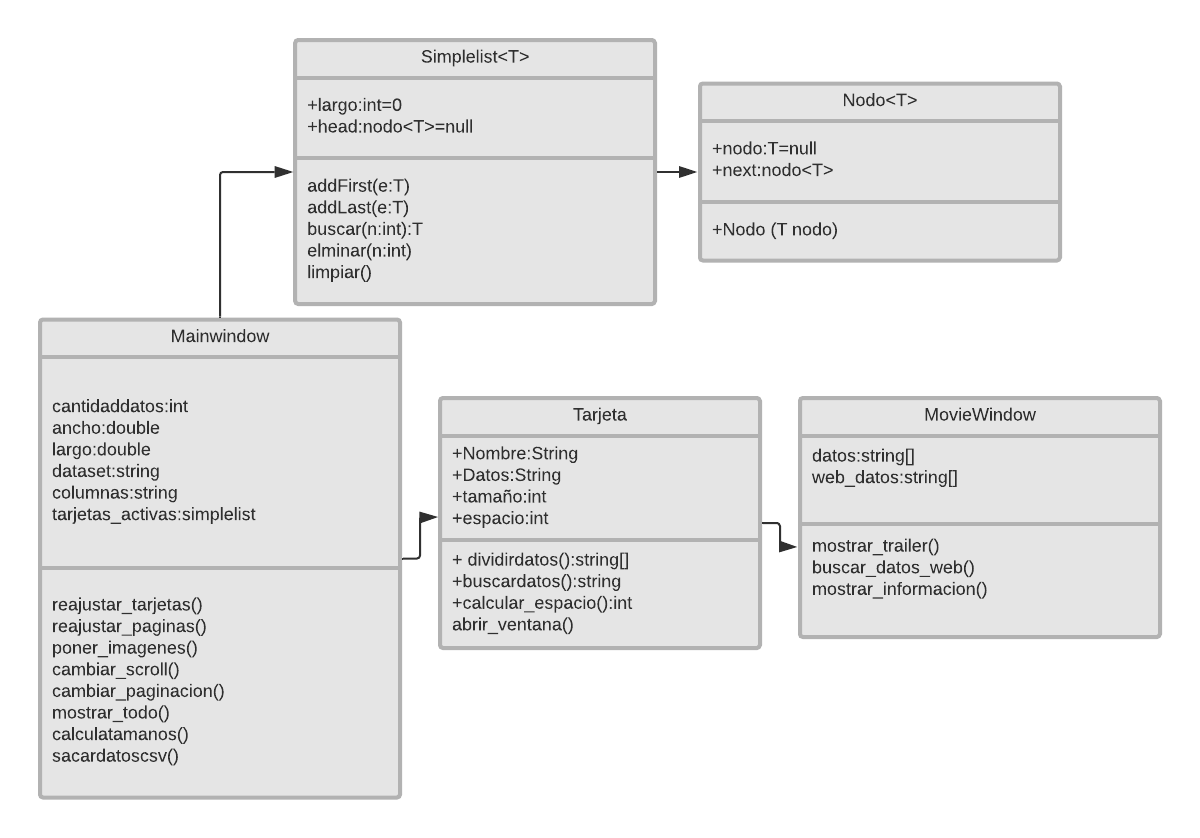 Simplelist<T>
+largo:int=0
+head:nodo<T>=null
addFirst(e:T)
addLast(e:T)
buscar(n:int):T
elminar(n:int)
limpiar()
Nodo<T>
+nodo:T=null
+next:nodo<T>
+Nodo (T nodo)
Mainwindow
cantidaddatos:int
ancho:double
largo:double
dataset:string
columnas:string
tarjetas_activas:simplelist
reajustar_tarjetas()
reajustar_paginas()
poner_imagenes()
cambiar_scroll()
cambiar_paginacion()
mostrar_todo()
calculatamanos()
sacardatoscsv()
Tarjeta
+Nombre:String
+Datos:String
+tamaño:int
+espacio:int
+ dividirdatos():string[]
+buscardatos():string
+calcular_espacio():int
abrir_ventana()
MovieWindow
datos:string[]
web_datos:string[]
mostrar_trailer()
buscar_datos_web()
mostrar_informacion()